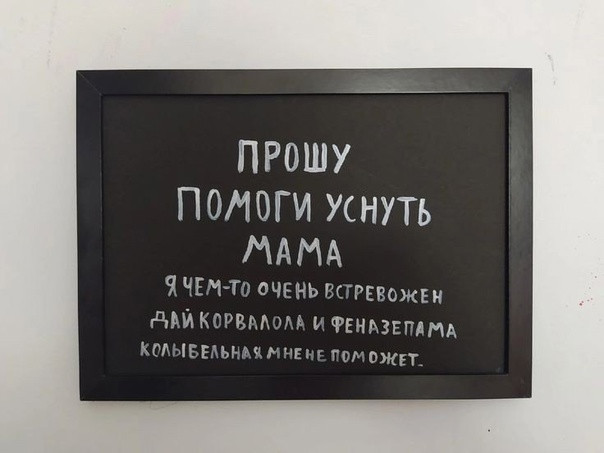 ПРОШУ
ПОМОГИ УСНУТЬ
МАМА
Я ЧЕМ-ТО ОЧЕНЬ ВСТРЕВОЖЕН
ДАЙ КОРВАЛОЛА И ФЕНАЗЕПАМА
КОЛЫБЕЛЬНАЯ МНЕ НЕ ПОМОЖЕТ.